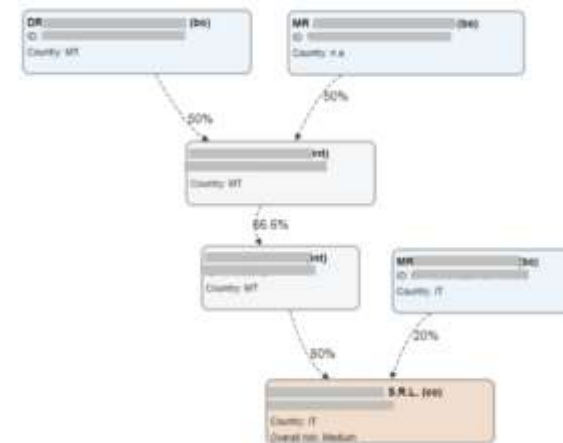 DR (bo)
ID
Country: MT
MR (bo)
ID
Country: n.a
50%
50%
int)
Country: MT
66.6%
int)
Country: MT
MR (bo)
ID
Country: IT
80%
20%
S.R.L. (co)
Country: IT
Overall risk: Medium